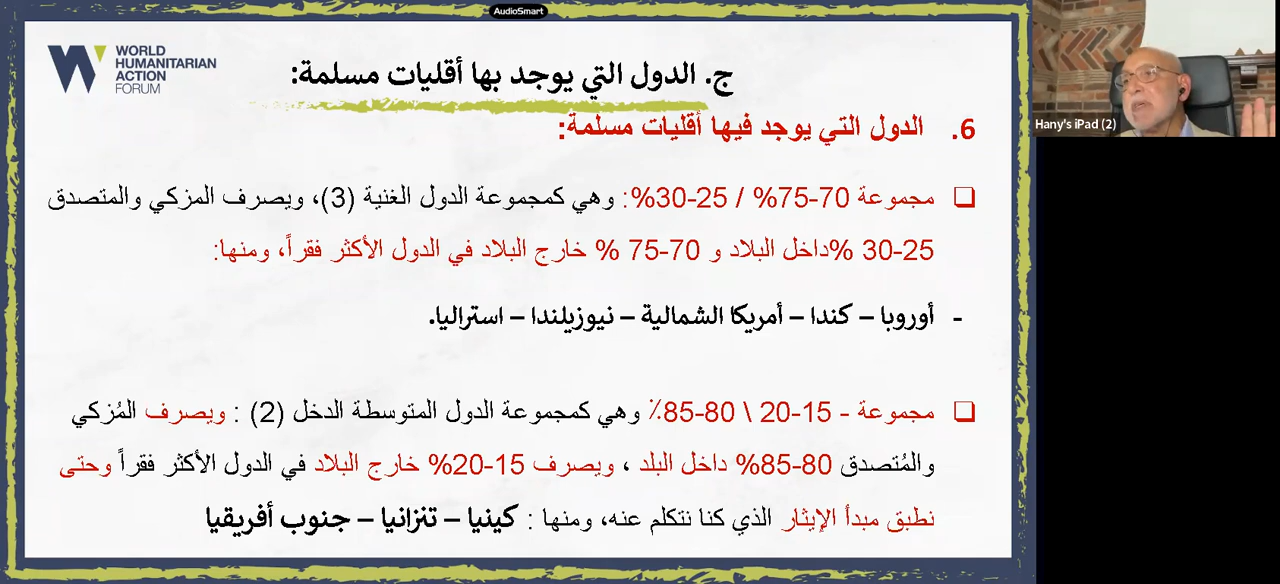 AudioSmart
WORLD
HUMANITARIAN
ACTION
FORUM
ج. الدول التي يوجد بها أقليات مسلمة:
6. الدول التي يوجد فيها أقليات مسلمة:
❑ مجموعة 70-75% / 25-30%: وهي كمجموعة الدول الغنية (3)، ويصرف المزكي والمتصدق
25-30 %داخل البلاد و 70-75 % خارج البلاد في الدول الأكثر فقراً، ومنها:
- أوروبا – كندا – أمريكا الشمالية – نيوزيلندا – استراليا.
❑ مجموعة - 15-20 \ 80-85٪ وهي كمجموعة الدول المتوسطة الدخل (2) : ويصرف المُزكي
والمُتصدق 80-85% داخل البلد ، ويصرف 15-20% خارج البلاد في الدول الأكثر فقراً وحتى
نطبق مبدأ الإيثار الذي كنا نتكلم عنه، ومنها : كينيا – تنزانيا – جنوب أفريقيا
Hany's iPad (2)